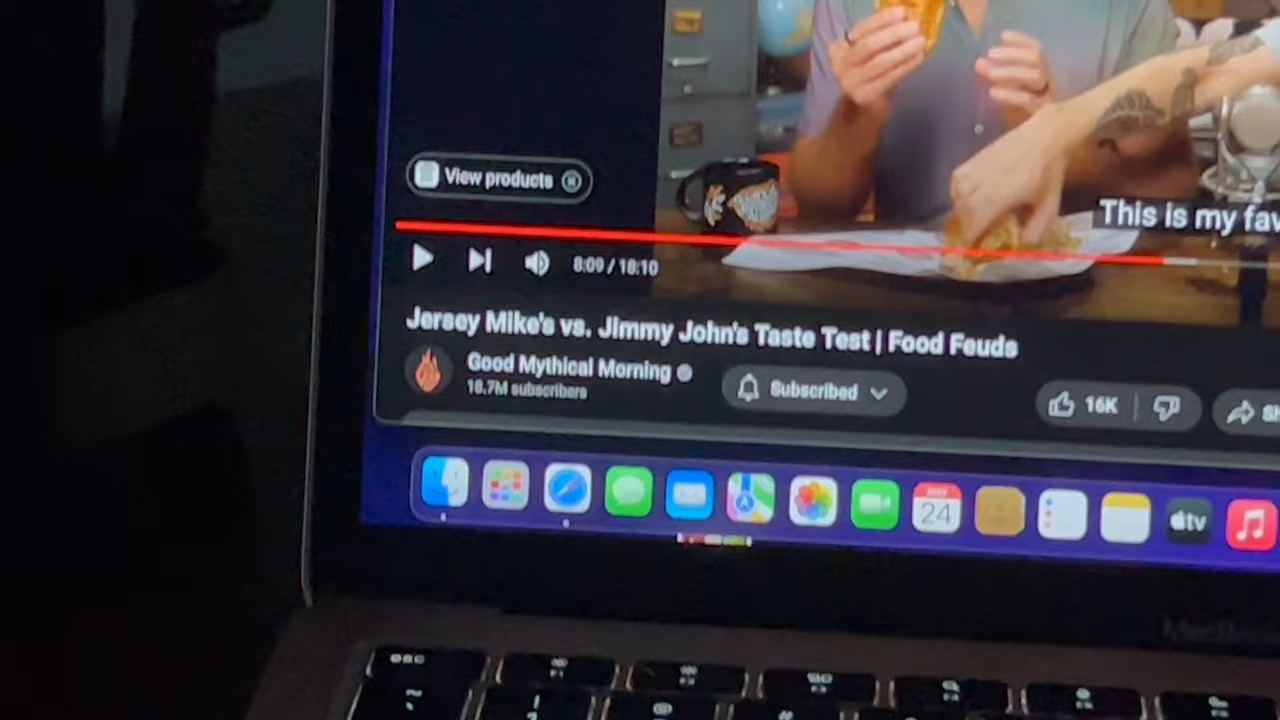 View products
This is my fav
8:09 / 18:10
Jersey Mike's vs. Jimmy John's Taste Test | Food Feuds
Good Mythical Morning
18.7M subscribers
Subscribed
16K
24
tv
esc